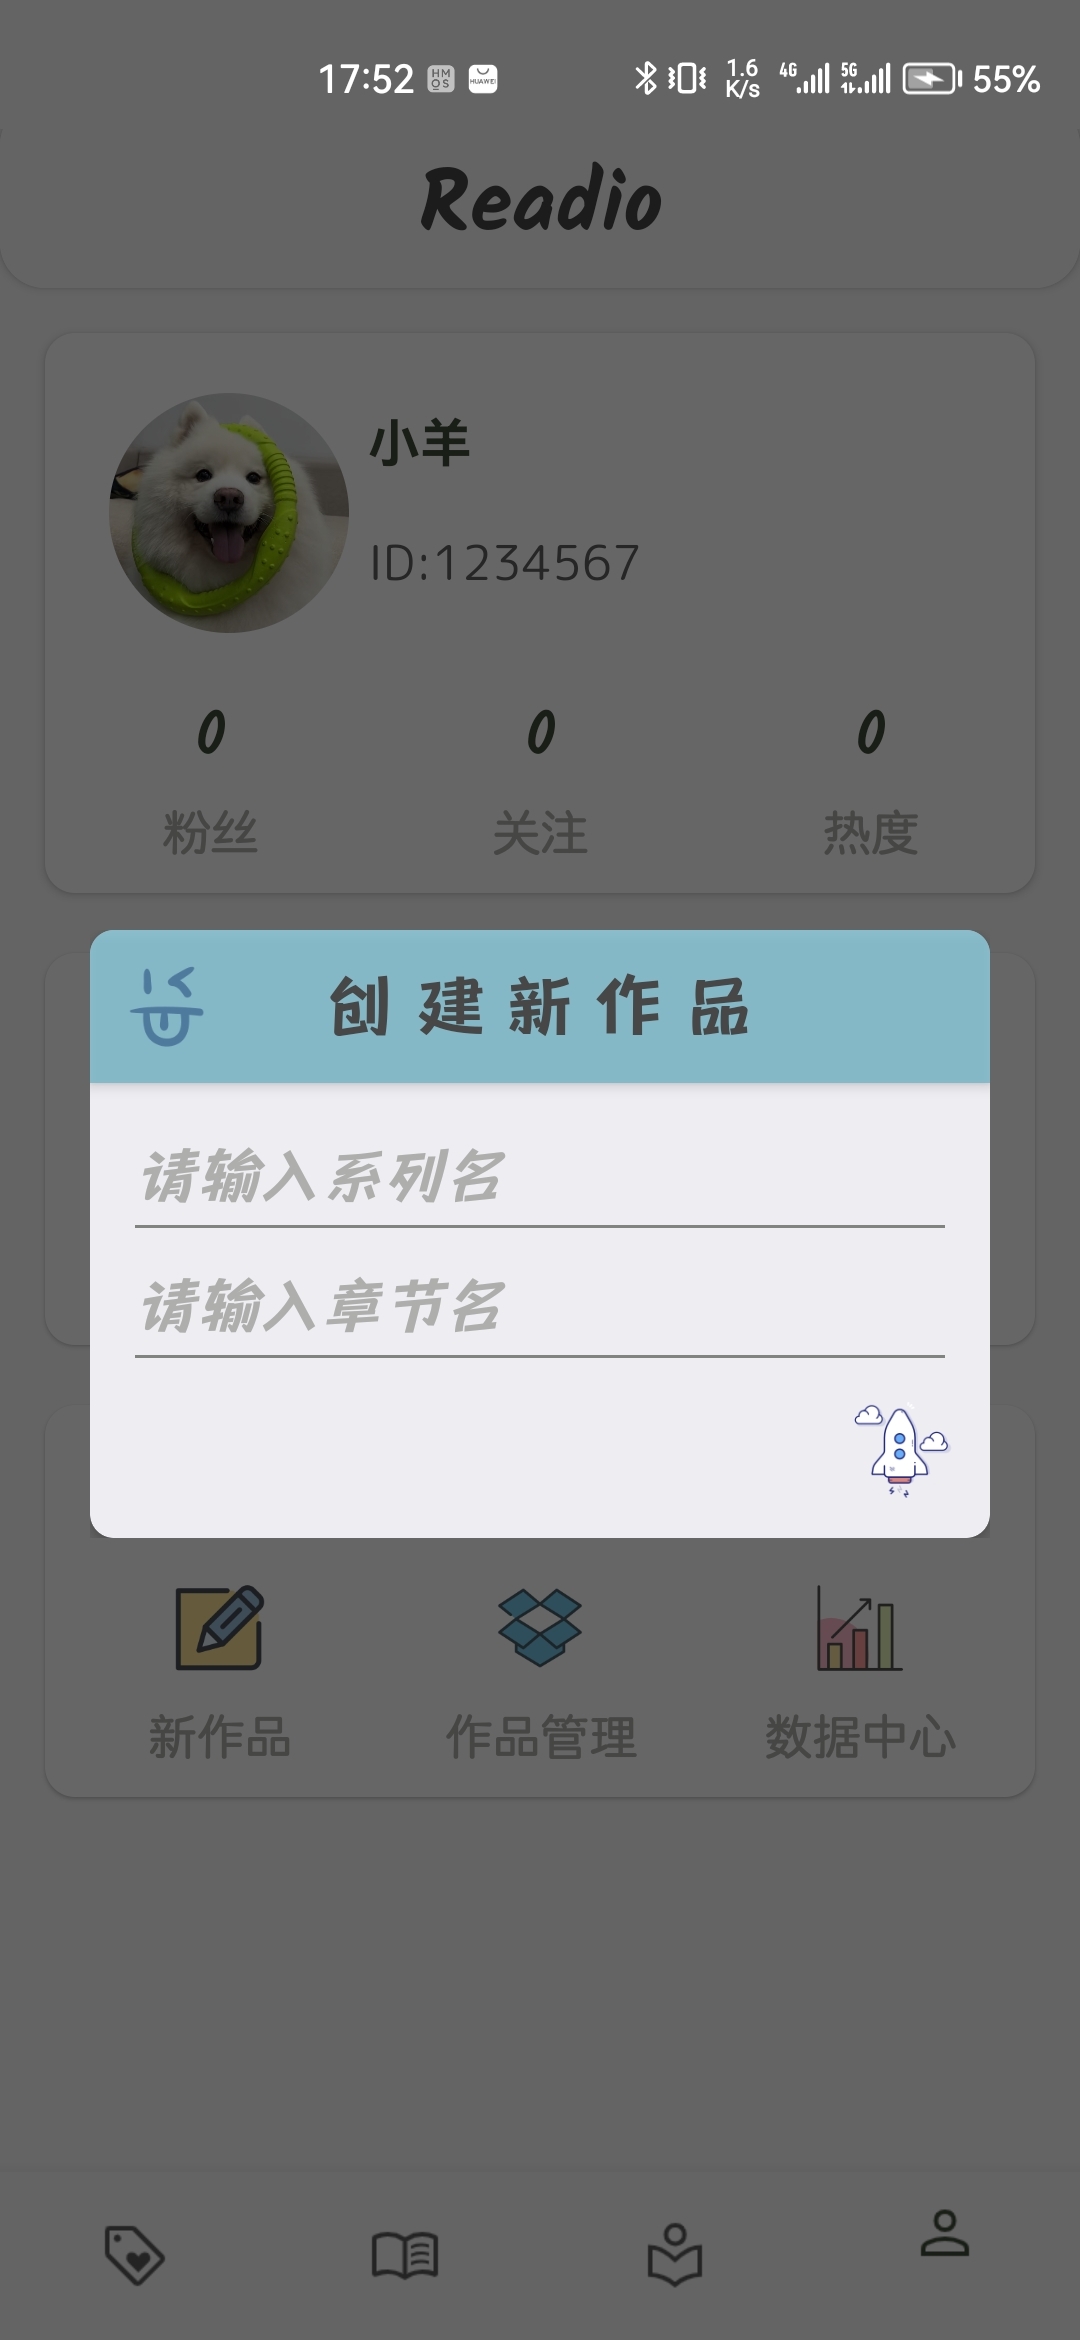 17:52 HM OS HUAWEI 1.6 K/s 4G 5G 55%
Readio
小羊
ID:1234567
0 0 0
粉丝 关注 热度
创建新作品
请输入系列名
请输入章节名
新作品 作品管理 数据中心